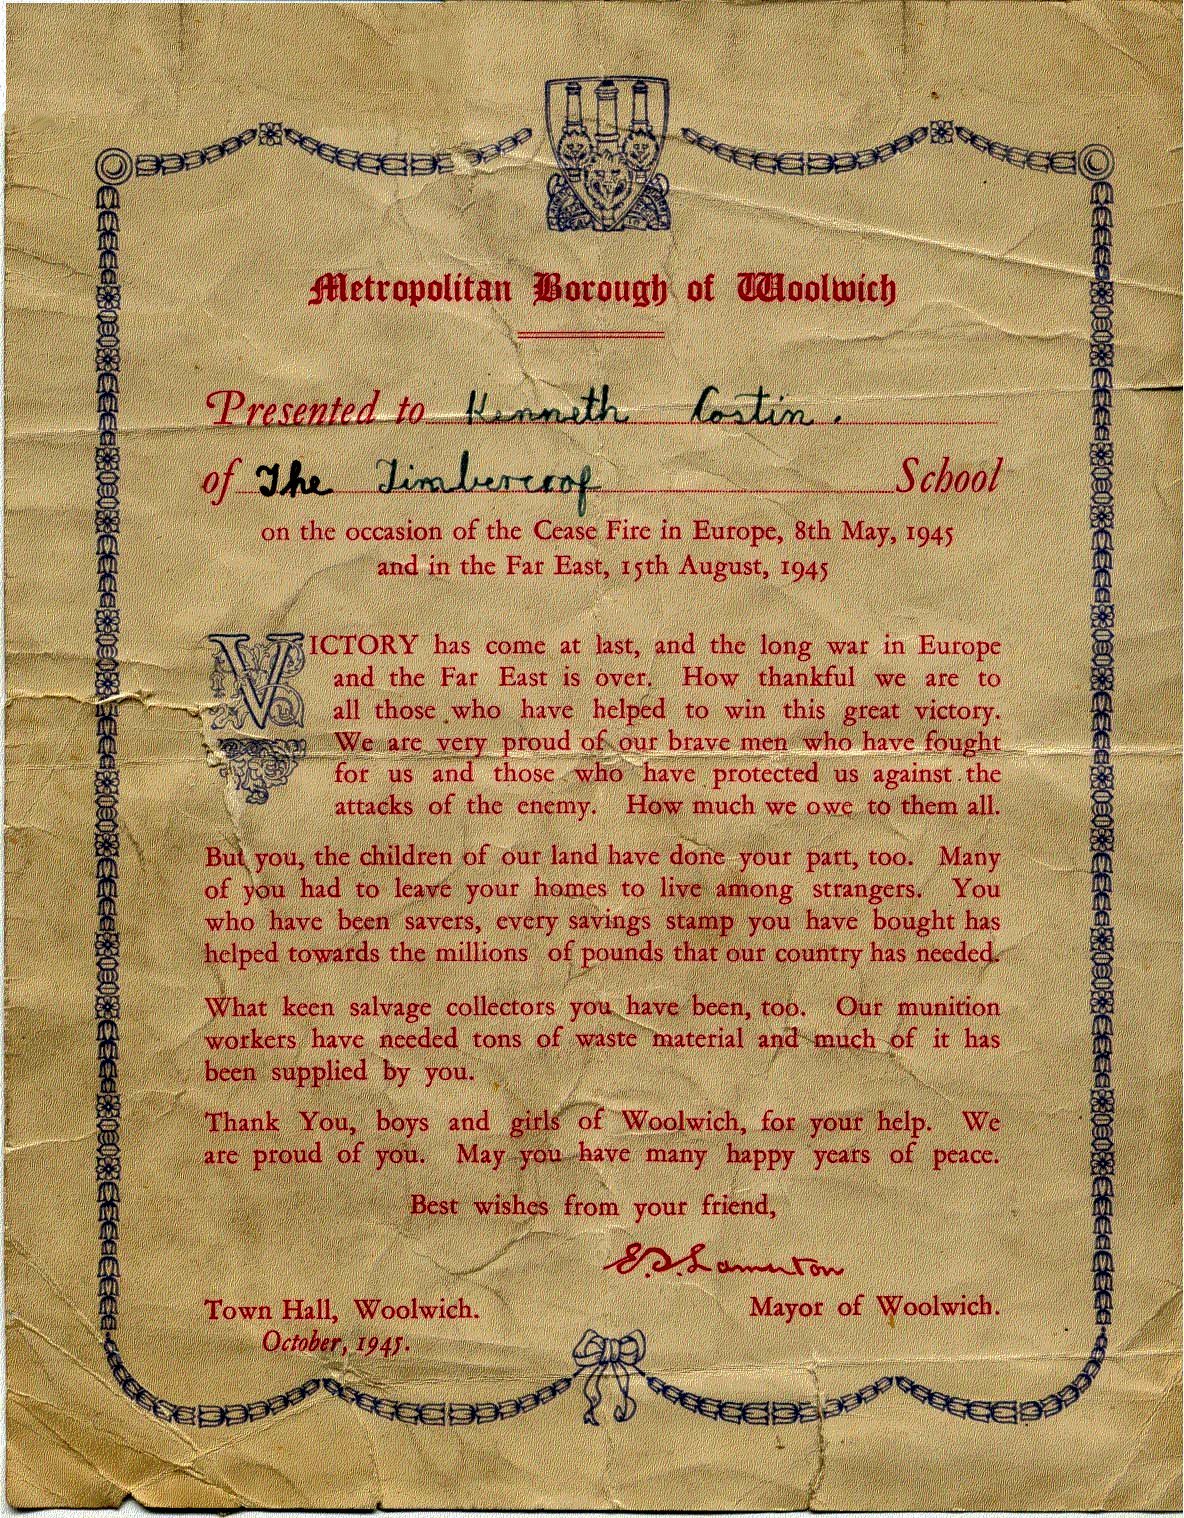 Metropolitan Borough of Woolwich
Presented to Kenneth Costin.
of The Timbercrof School
on the occasion of the Cease Fire in Europe, 8th May, 1945
and in the Far East, 15th August, 1945
VICTORY has come at last, and the long war in Europe
and the Far East is over. How thankful we are to
all those who have helped to win this great victory.
We are very proud of our brave men who have fought
for us and those who have protected us against the
attacks of the enemy. How much we owe to them all.
But you, the children of our land have done your part, too. Many
of you had to leave your homes to live among strangers. You
who have been savers, every savings stamp you have bought has
helped towards the millions of pounds that our country has needed.
What keen salvage collectors you have been, too. Our munition
workers have needed tons of waste material and much of it has
been supplied by you.
Thank You, boys and girls of Woolwich, for your help. We
are proud of you. May you have many happy years of peace.
Best wishes from your friend,
Town Hall, Woolwich. Mayor of Woolwich.
October, 1945.